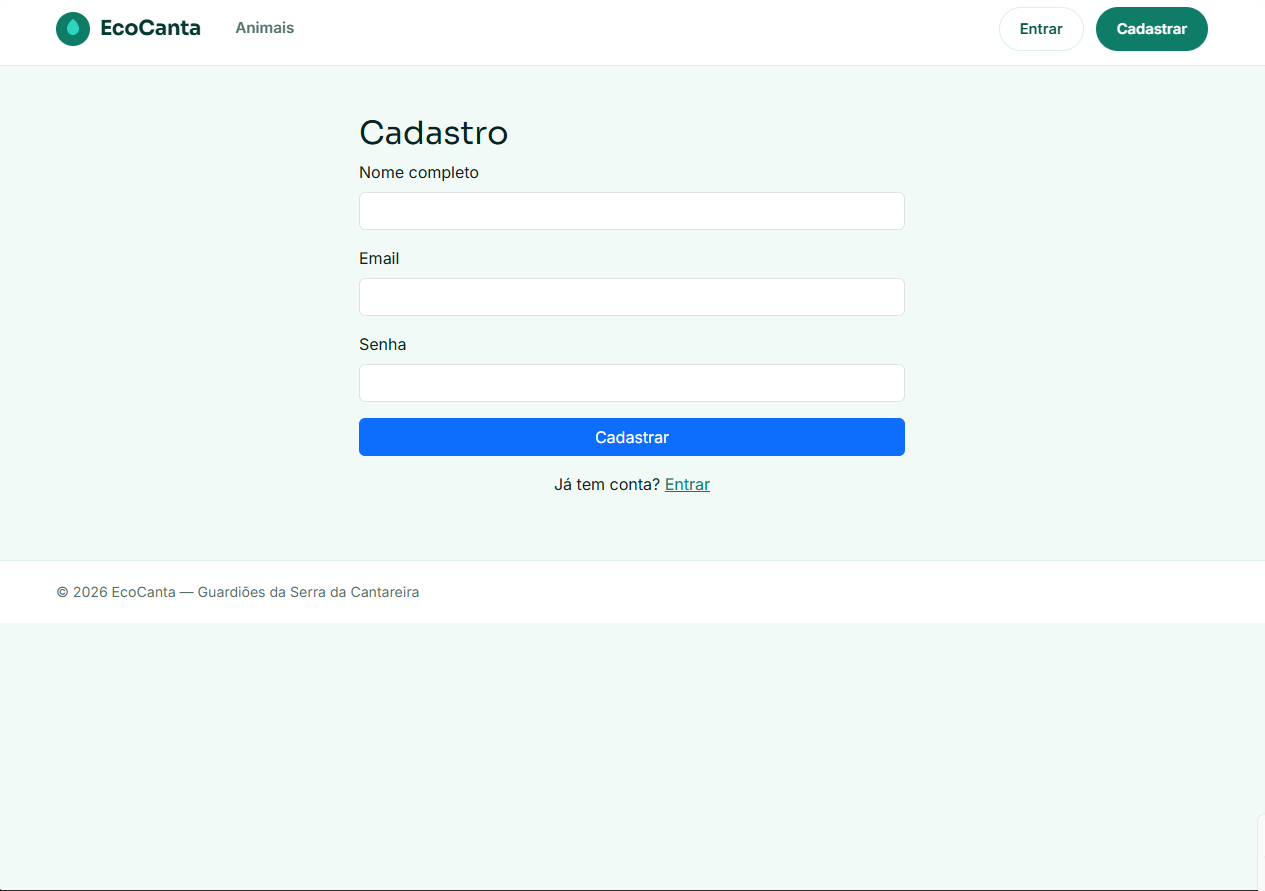 EcoCanta Animais Entrar Cadastrar
Cadastro
Nome completo
Email
Senha
Cadastrar
Já tem conta? Entrar
© 2026 EcoCanta — Guardiões da Serra da Cantareira